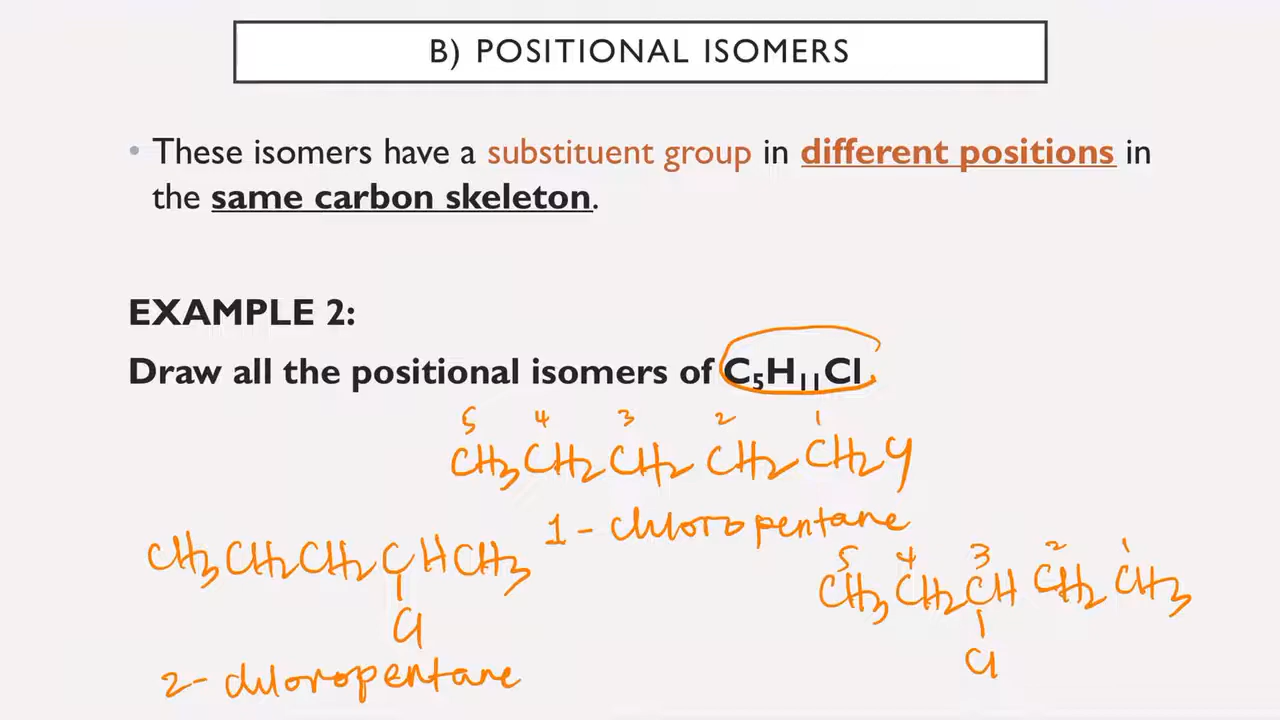 B) POSITIONAL ISOMERS
• These isomers have a substituent group in different positions in
the same carbon skeleton.
EXAMPLE 2:
Draw all the positional isomers of C₅H₁₁Cl.
5 4 3 2 1
CH₃CH₂CH₂CH₂CH₂Cl
1-chloropentane
CH₃CH₂CH₂CHCH₃
Cl
2-chloropentane
5 4 3 2 1
CH₃CH₂CHCH₂CH₃
Cl